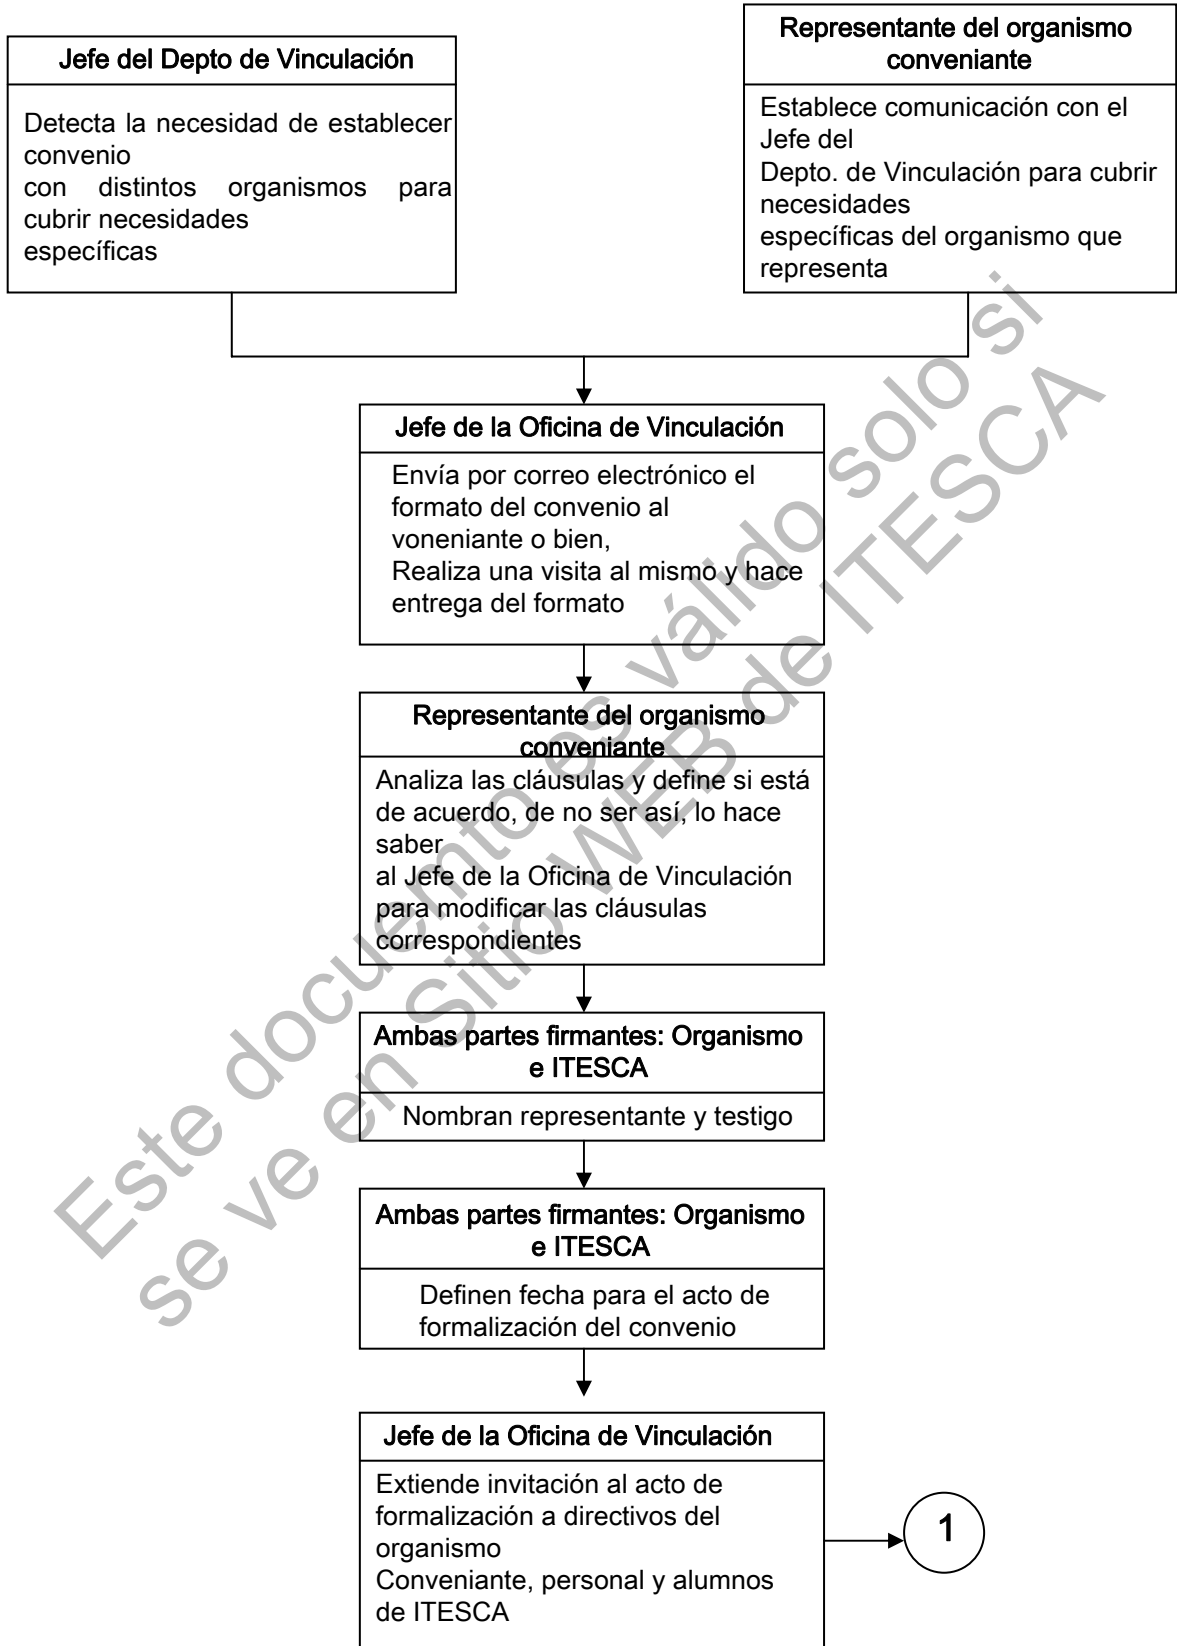 Jefe del Depto de Vinculación
Detecta la necesidad de establecer
convenio
con distintos organismos para
cubrir necesidades
específicas
Representante del organismo
conveniante
Establece comunicación con el
Jefe del
Depto. de Vinculación para cubrir
necesidades
específicas del organismo que
representa
Jefe de la Oficina de Vinculación
Envía por correo electrónico el
formato del convenio al
voneniante o bien,
Realiza una visita al mismo y hace
entrega del formato
Representante del organismo
conveniante
Analiza las cláusulas y define si está
de acuerdo, de no ser así, lo hace
saber
al Jefe de la Oficina de Vinculación
para modificar las cláusulas
correspondientes
Ambas partes firmantes: Organismo
e ITESCA
Nombran representante y testigo
Ambas partes firmantes: Organismo
e ITESCA
Definen fecha para el acto de
formalización del convenio
Jefe de la Oficina de Vinculación
Extiende invitación al acto de
formalización a directivos del
organismo
Conveniante, personal y alumnos
de ITESCA
1
Este documento es válido solo si
se ve en Sitio WEB de ITESCA